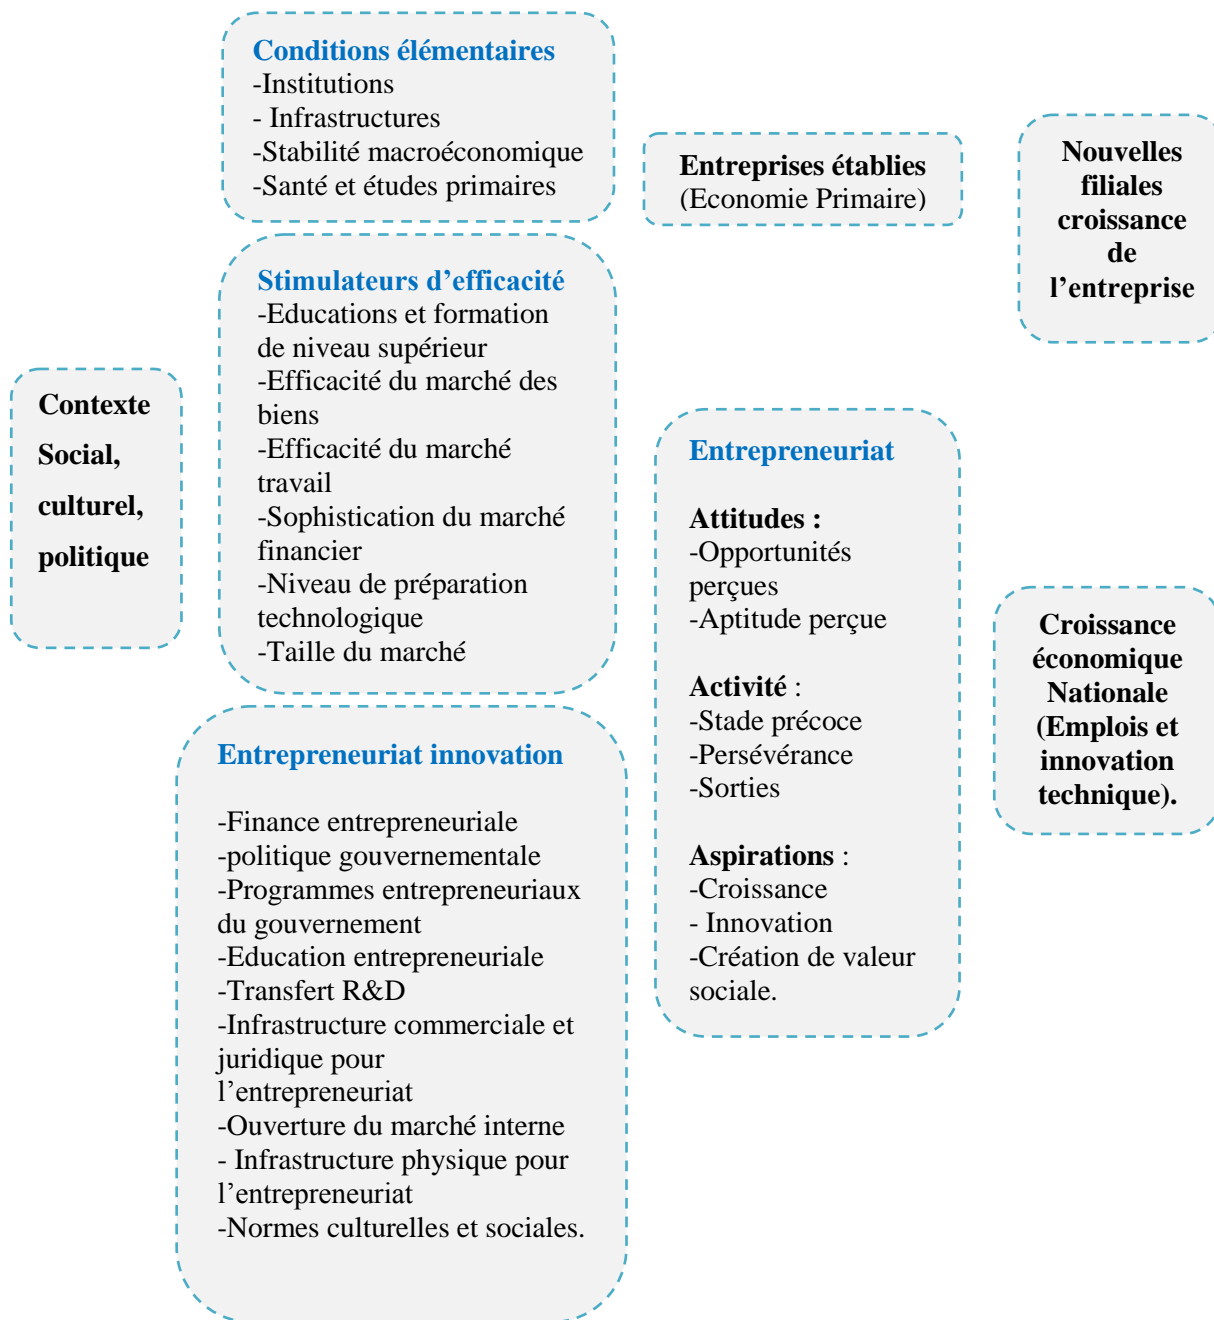 Contexte
Social,
culturel,
politique
Conditions élémentaires
-Institutions
- Infrastructures
-Stabilité macroéconomique
-Santé et études primaires
Stimulateurs d’efficacité
-Educations et formation
de niveau supérieur
-Efficacité du marché des
biens
-Efficacité du marché
travail
-Sophistication du marché
financier
-Niveau de préparation
technologique
-Taille du marché
Entrepreneuriat innovation
-Finance entrepreneuriale
-politique gouvernementale
-Programmes entrepreneuriaux
du gouvernement
-Education entrepreneuriale
-Transfert R&D
-Infrastructure commerciale et
juridique pour
l’entrepreneuriat
-Ouverture du marché interne
- Infrastructure physique pour
l’entrepreneuriat
-Normes culturelles et sociales.
Entreprises établies
(Economie Primaire)
Entrepreneuriat
Attitudes :
-Opportunités
perçues
-Aptitude perçue
Activité :
-Stade précoce
-Persévérance
-Sorties
Aspirations :
-Croissance
- Innovation
-Création de valeur
sociale.
Nouvelles
filiales
croissance
de
l’entreprise
Croissance
économique
Nationale
(Emplois et
innovation
technique).